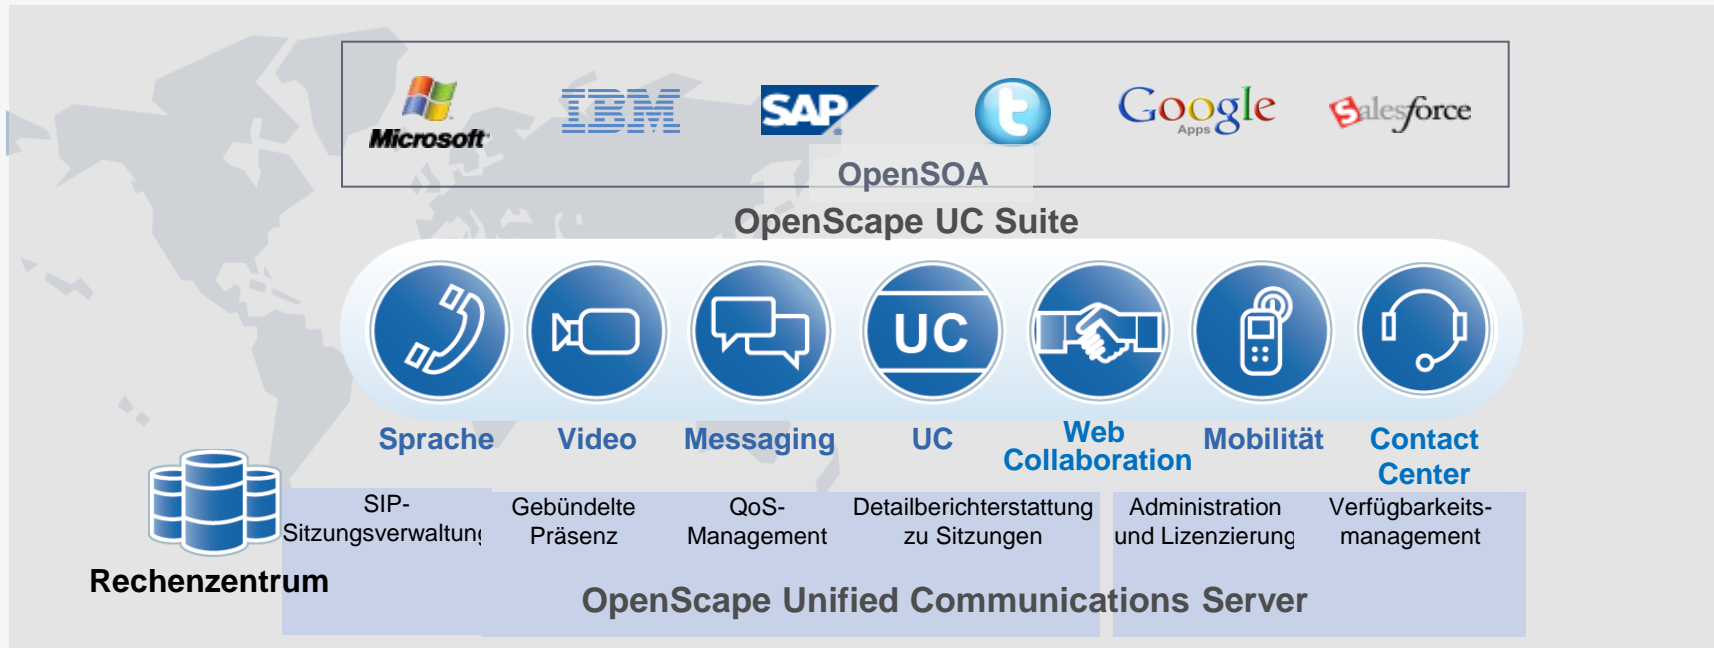 Microsoft
IBM
SAP
Google
Apps
Salesforce
OpenSOA
OpenScape UC Suite
UC
Sprache
Video
Messaging
UC
Web
Collaboration
Mobilität
Contact
Center
SIP-
Sitzungsverwaltung
Gebündelte
Präsenz
QoS-
Management
Detailberichterstattung
zu Sitzungen
Administration
und Lizenzierung
Verfügbarkeits-
management
Rechenzentrum
OpenScape Unified Communications Server